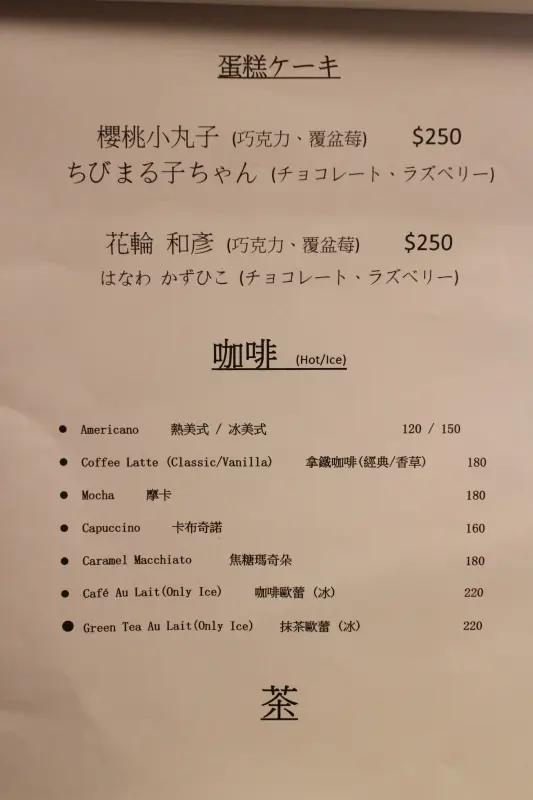 蛋糕ケーキ
櫻桃小丸子 (巧克力、覆盆莓) $250
ちびまる子ちゃん (チョコレート、ラズベリー)
花輪 和彥 (巧克力、覆盆莓) $250
はなわ かずひこ (チョコレート、ラズベリー)
咖啡 (Hot/Ice)
● Americano 熱美式 / 冰美式 120 / 150
● Coffee Latte (Classic/Vanilla) 拿鐵咖啡(經典/香草) 180
● Mocha 摩卡 180
● Capuccino 卡布奇諾 160
● Caramel Macchiato 焦糖瑪奇朵 180
● Café Au Lait(Only Ice) 咖啡歐蕾 (冰) 220
● Green Tea Au Lait(Only Ice) 抹茶歐蕾 (冰) 220
茶